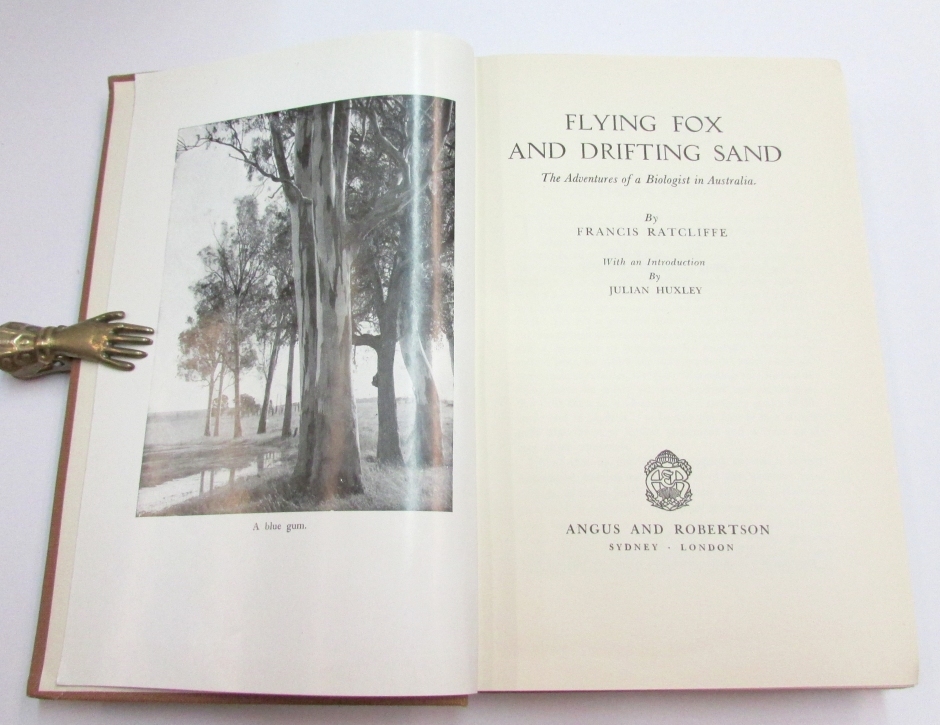 A blue gum.
FLYING FOX
AND DRIFTING SAND
The Adventures of a Biologist in Australia.
By
FRANCIS RATCLIFFE
With an Introduction
By
JULIAN HUXLEY
A & R
ANGUS AND ROBERTSON
SYDNEY · LONDON